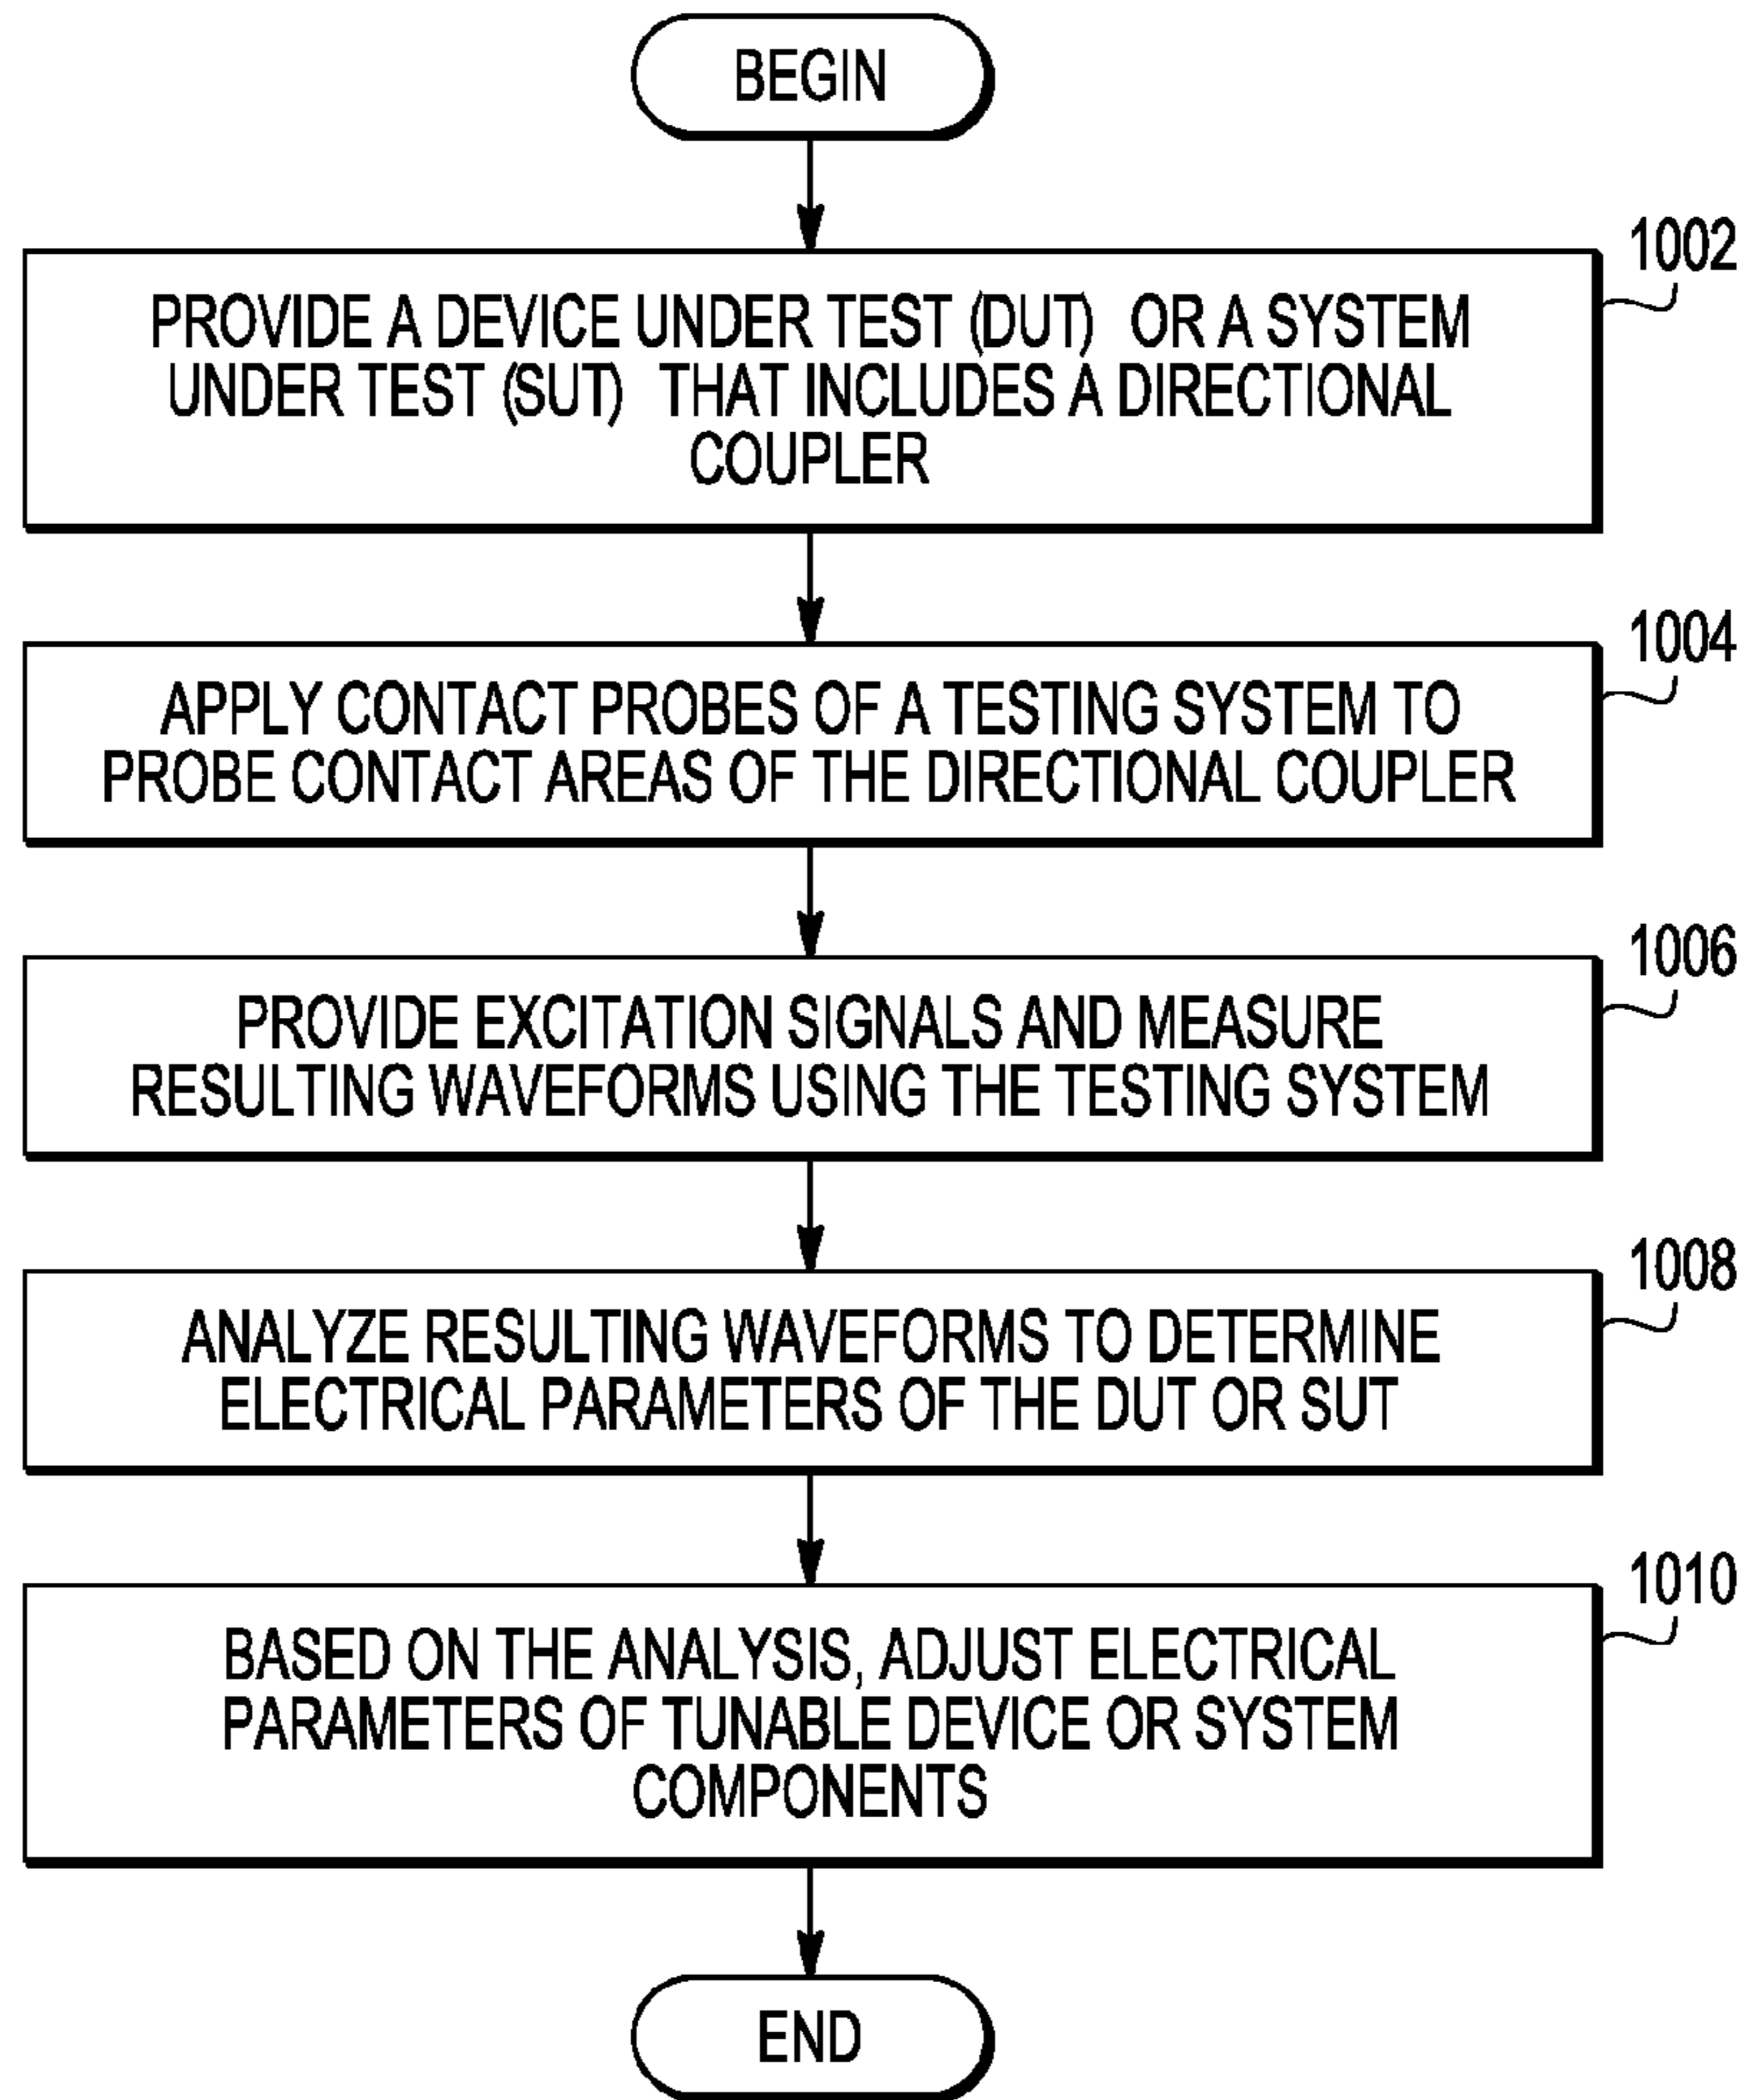 BEGIN
1002
PROVIDE A DEVICE UNDER TEST (DUT) OR A SYSTEM
UNDER TEST (SUT) THAT INCLUDES A DIRECTIONAL
COUPLER
1004
APPLY CONTACT PROBES OF A TESTING SYSTEM TO
PROBE CONTACT AREAS OF THE DIRECTIONAL COUPLER
1006
PROVIDE EXCITATION SIGNALS AND MEASURE
RESULTING WAVEFORMS USING THE TESTING SYSTEM
1008
ANALYZE RESULTING WAVEFORMS TO DETERMINE
ELECTRICAL PARAMETERS OF THE DUT OR SUT
1010
BASED ON THE ANALYSIS, ADJUST ELECTRICAL
PARAMETERS OF TUNABLE DEVICE OR SYSTEM
COMPONENTS
END